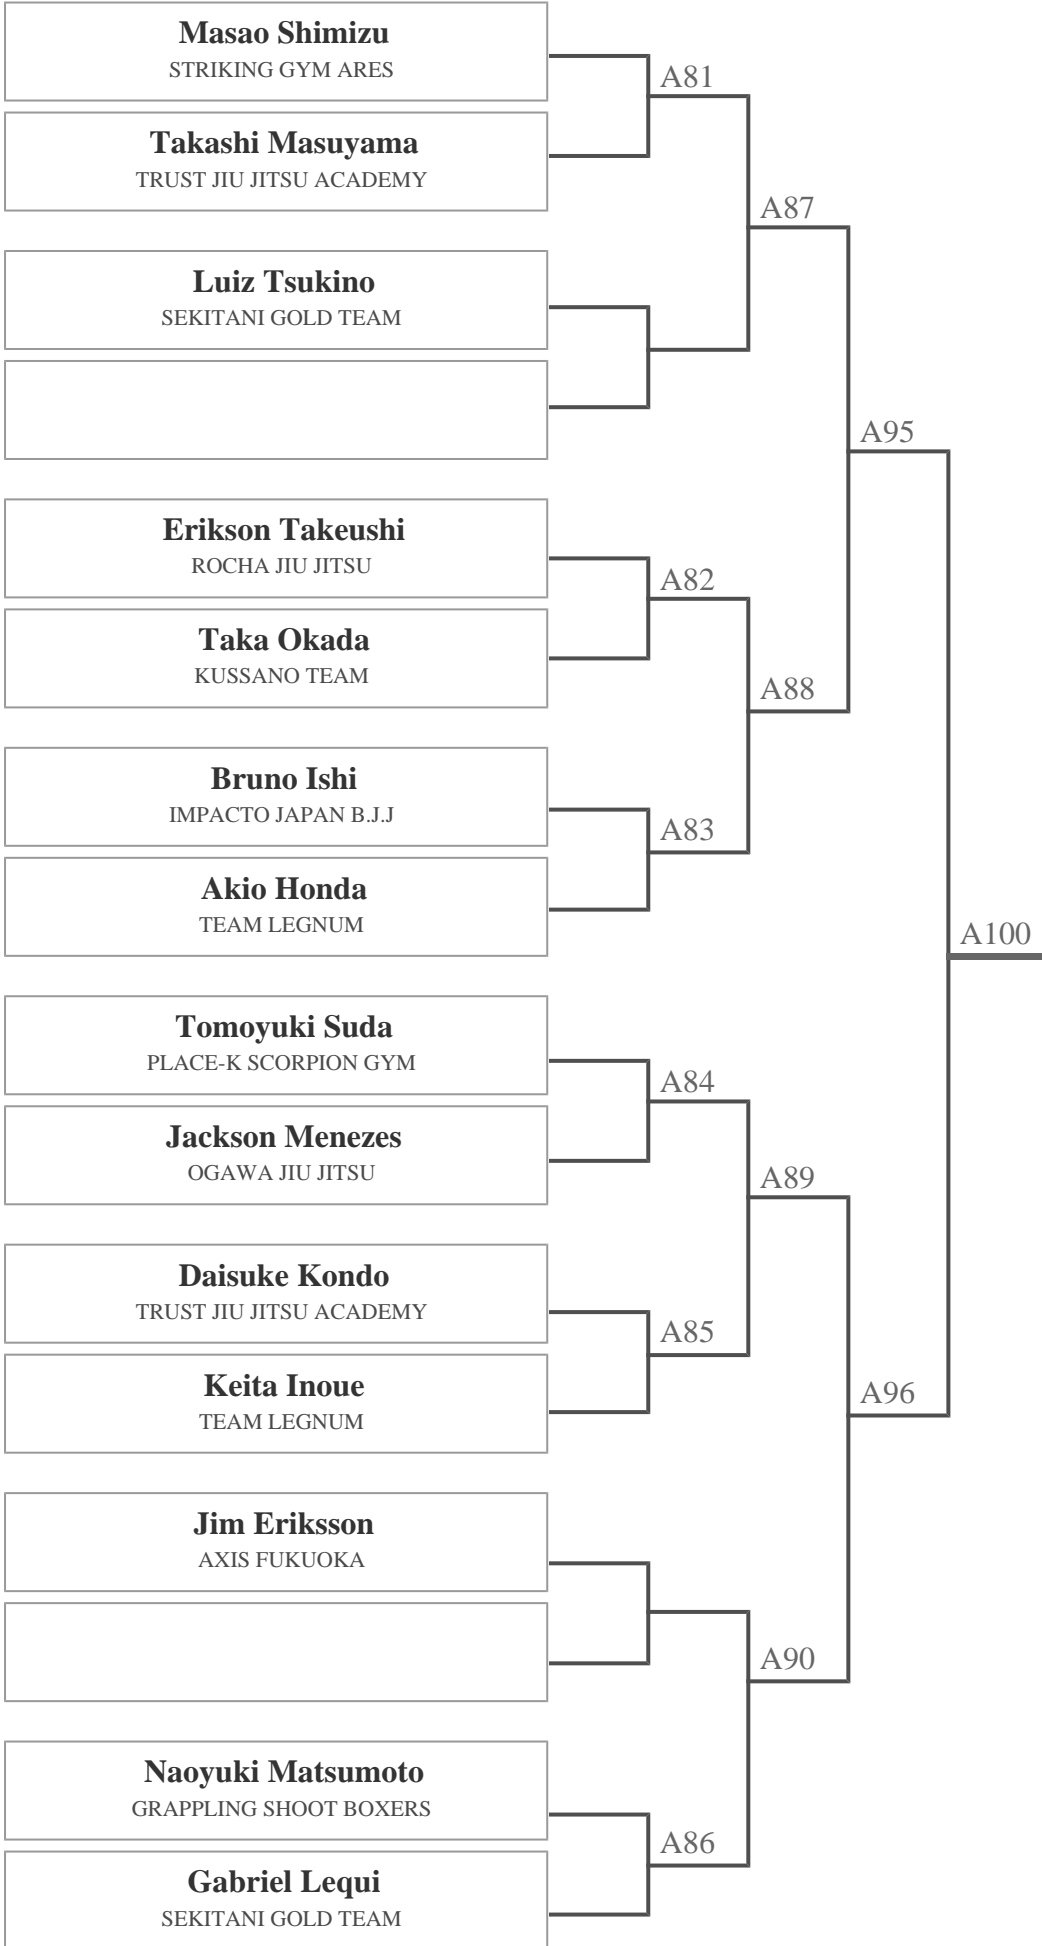 Masao Shimizu
STRIKING GYM ARES
A81
Takashi Masuyama
TRUST JIU JITSU ACADEMY
A87
Luiz Tsukino
SEKITANI GOLD TEAM
A95
Erikson Takeushi
ROCHA JIU JITSU
A82
Taka Okada
KUSSANO TEAM
A88
Bruno Ishi
IMPACTO JAPAN B.J.J
A83
Akio Honda
TEAM LEGNUM
A100
Tomoyuki Suda
PLACE-K SCORPION GYM
A84
Jackson Menezes
OGAWA JIU JITSU
A89
Daisuke Kondo
TRUST JIU JITSU ACADEMY
A85
Keita Inoue
TEAM LEGNUM
A96
Jim Eriksson
AXIS FUKUOKA
A90
Naoyuki Matsumoto
GRAPPLING SHOOT BOXERS
A86
Gabriel Lequi
SEKITANI GOLD TEAM